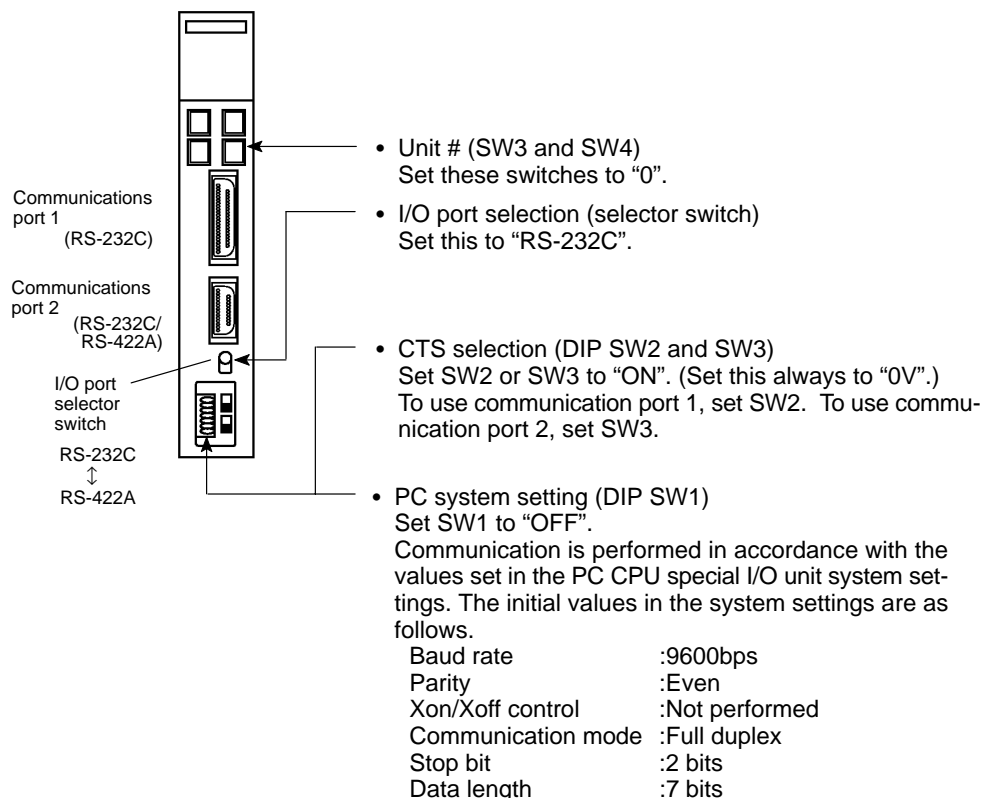 Communications
port 1
(RS-232C)
Communications
port 2
(RS-232C/
RS-422A)
I/O port
selector
switch
RS-232C
↕
RS-422A
• Unit # (SW3 and SW4)
Set these switches to “0”.
• I/O port selection (selector switch)
Set this to “RS-232C”.
• CTS selection (DIP SW2 and SW3)
Set SW2 or SW3 to “ON”. (Set this always to “0V”.)
To use communication port 1, set SW2. To use commu-
nication port 2, set SW3.
• PC system setting (DIP SW1)
Set SW1 to “OFF”.
Communication is performed in accordance with the
values set in the PC CPU special I/O unit system set-
tings. The initial values in the system settings are as
follows.
Baud rate :9600bps
Parity :Even
Xon/Xoff control :Not performed
Communication mode :Full duplex
Stop bit :2 bits
Data length :7 bits